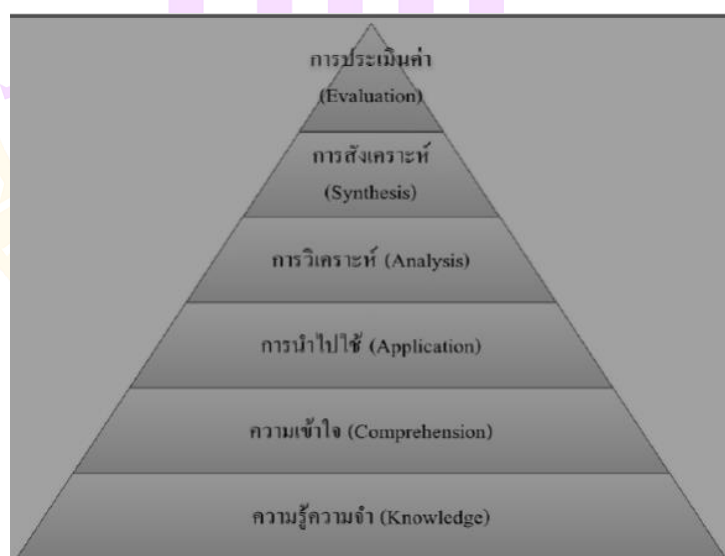 การประเมินค่า
(Evaluation)
การสังเคราะห์
(Synthesis)
การวิเคราะห์ (Analysis)
การนำไปใช้ (Application)
ความเข้าใจ (Comprehension)
ความรู้ความจำ (Knowledge)